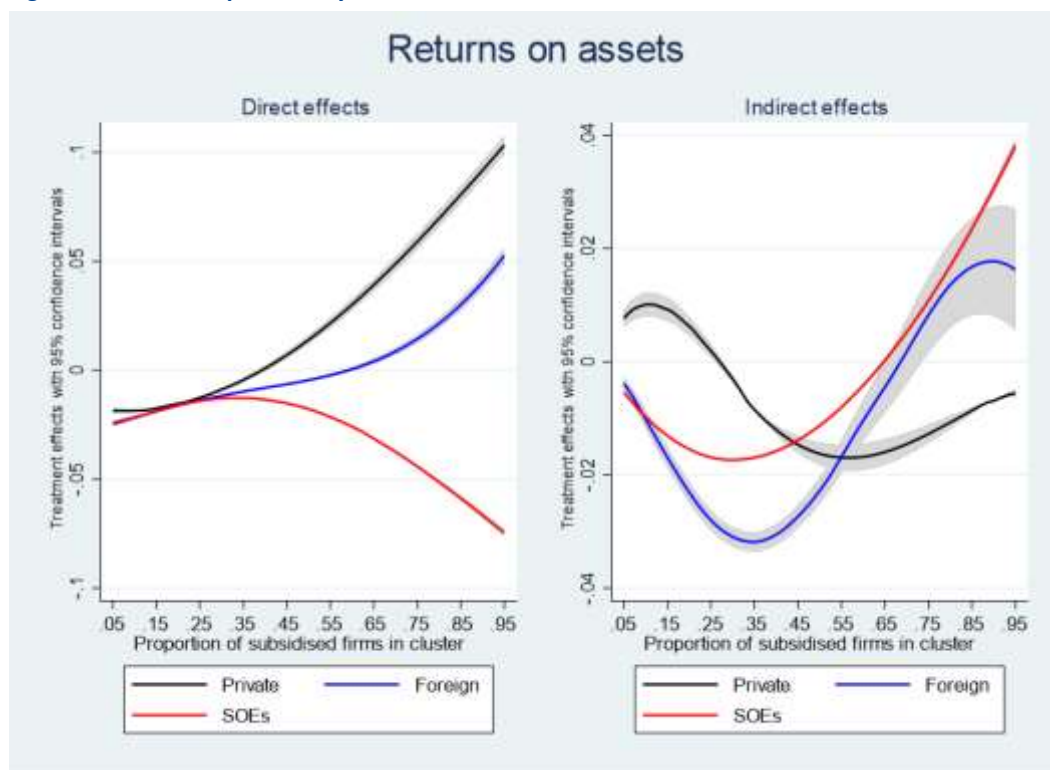 Returns on assets
Direct effects
Treatment effects with 95% confidence intervals
.1
.05
0
-.05
-.1
.05 .15 .25 .35 .45 .55 .65 .75 .85 .95
Proportion of subsidised firms in cluster
Private Foreign
SOEs
Indirect effects
Treatment effects with 95% confidence intervals
.04
.02
0
-.02
-.04
.05 .15 .25 .35 .45 .55 .65 .75 .85 .95
Proportion of subsidised firms in cluster
Private Foreign
SOEs